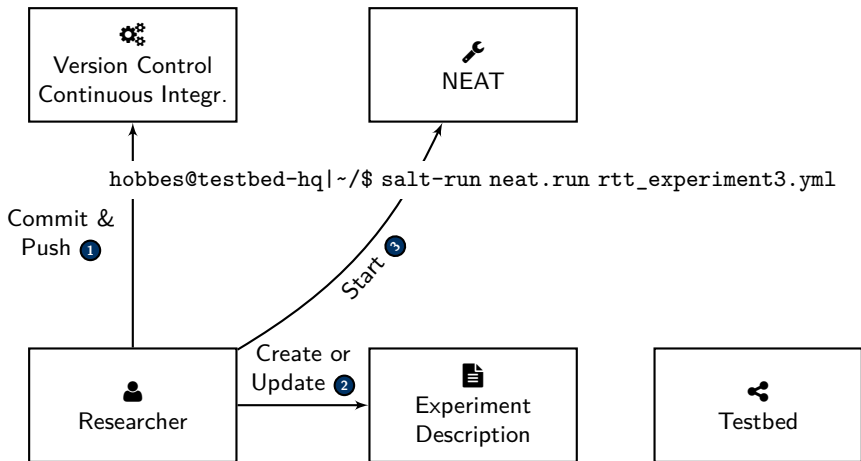 Version Control
Continuous Integr.
NEAT
hobbes@testbed-hq|~/$ salt-run neat.run rtt_experiment3.yml
Commit &
Push 1
Start 3
Create or
Update 2
Researcher
Experiment
Description
Testbed